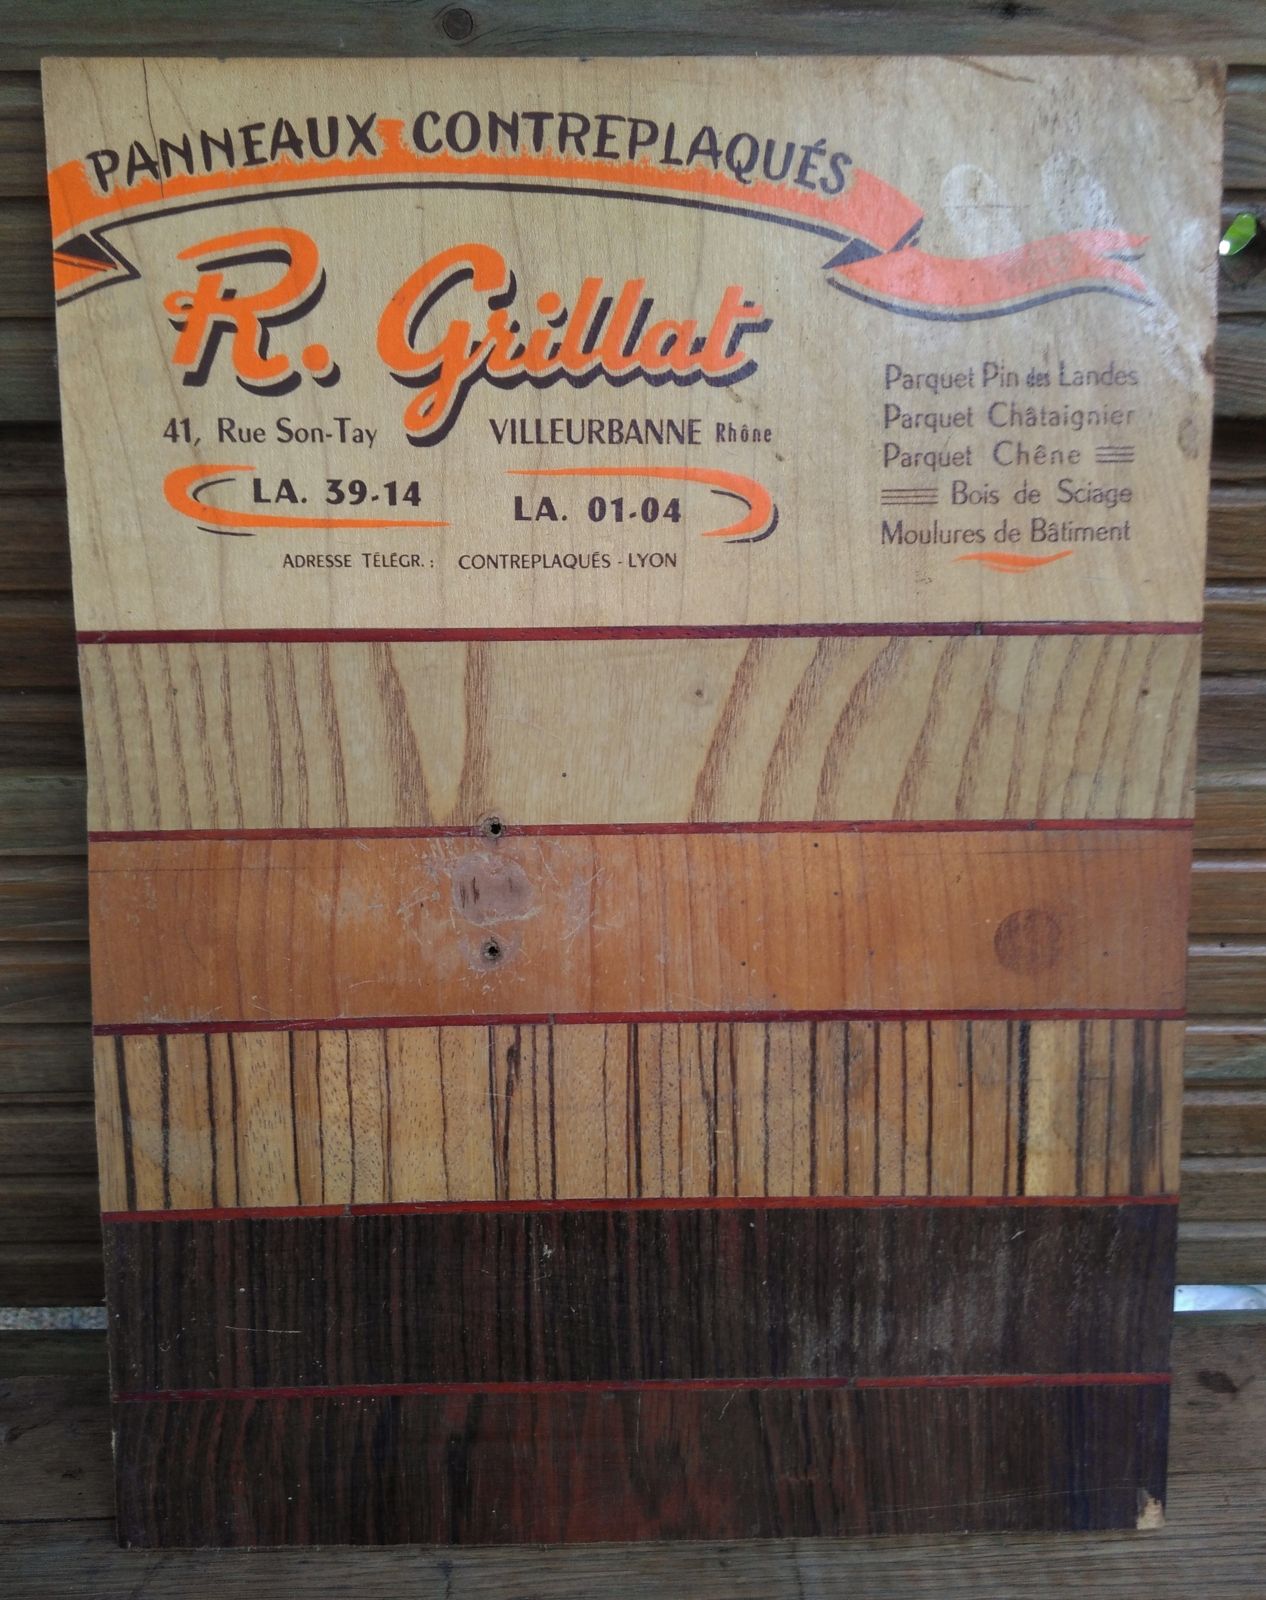 PANNEAUX CONTREPLAQUÉS
R. Grillat
41, Rue Son-Tay VILLEURBANNE Rhône
LA. 39-14 LA. 01-04
ADRESSE TÉLÉGR.: CONTREPLAQUÉS - LYON
Parquet Pin des Landes
Parquet Châtaignier
Parquet Chêne
Bois de Sciage
Moulures de Bâtiment